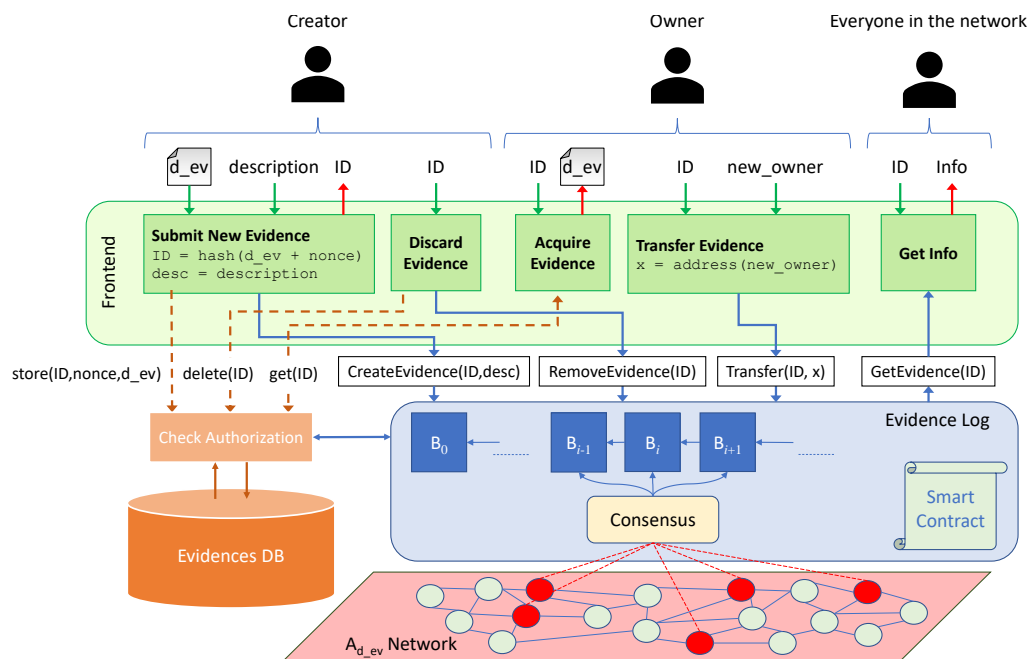 Creator
Owner
Everyone in the network
d_ev
description
ID
ID
ID
d_ev
ID
new_owner
ID
Info
Frontend
Submit New Evidence
ID = hash(d_ev + nonce)
desc = description
Discard
Evidence
Acquire
Evidence
Transfer Evidence
x = address(new_owner)
Get Info
store(ID,nonce,d_ev)
delete(ID)
get(ID)
CreateEvidence(ID,desc)
RemoveEvidence(ID)
Transfer(ID, x)
GetEvidence(ID)
Check Authorization
Evidence Log
B0
Bi-1
Bi
Bi+1
Consensus
Smart
Contract
Evidences DB
Ad_ev Network